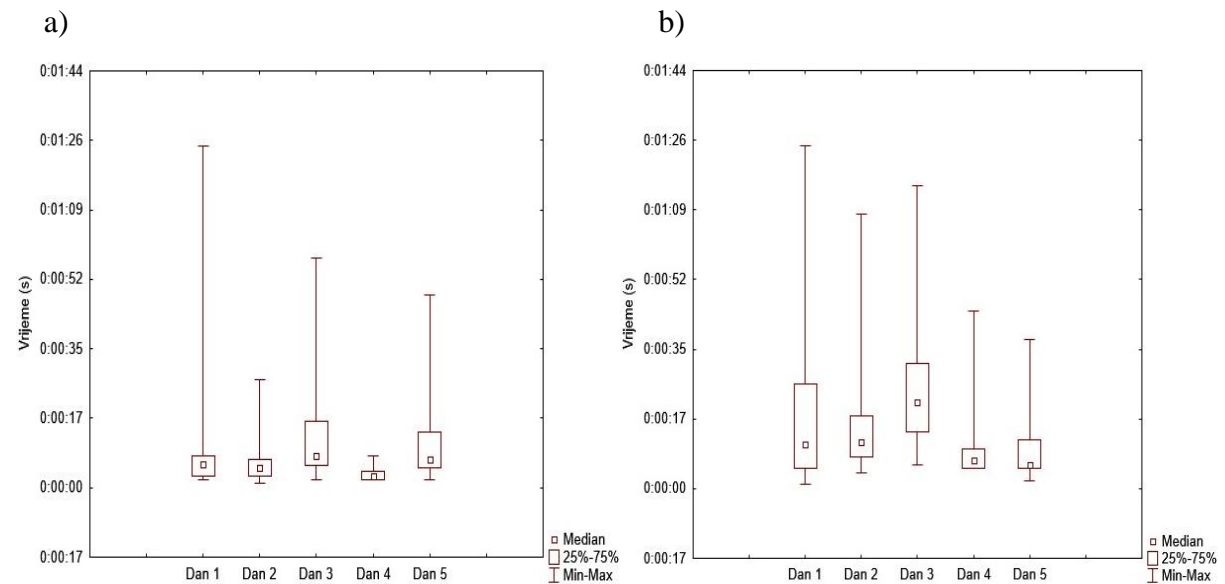 a)
0:01:44
0:01:26
0:01:09
0:00:52
0:00:35
0:00:17
0:00:00
0:00:17
Vrijeme (s)
Dan 1 Dan 2 Dan 3 Dan 4 Dan 5
Median
25%-75%
Min-Max
b)
0:01:44
0:01:26
0:01:09
0:00:52
0:00:35
0:00:17
0:00:00
0:00:17
Vrijeme (s)
Dan 1 Dan 2 Dan 3 Dan 4 Dan 5
Median
25%-75%
Min-Max